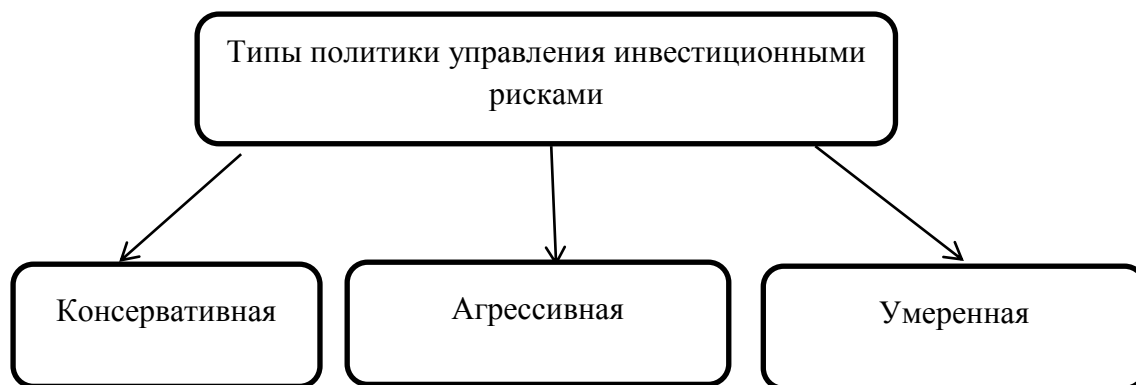 Типы политики управления инвестиционными
рисками
Консервативная
Агрессивная
Умеренная